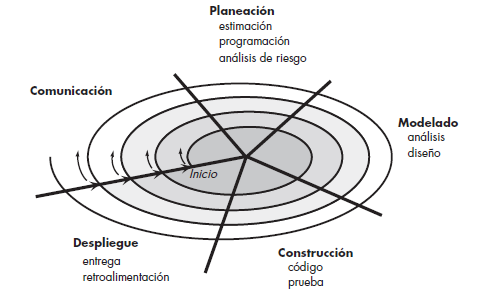 Planeación
estimación
programación
análisis de riesgo
Comunicación
Modelado
análisis
diseño
Inicio
Despliegue
entrega
retroalimentación
Construcción
código
prueba